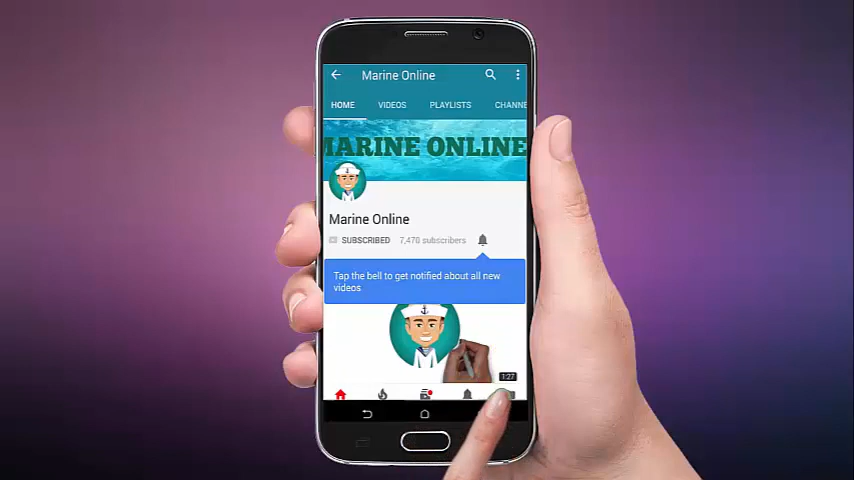 Marine Online
HOME VIDEOS PLAYLISTS CHANNE
MARINE ONLINE
Marine Online
SUBSCRIBED 7,470 subscribers
Tap the bell to get notified about all new
videos
1:27